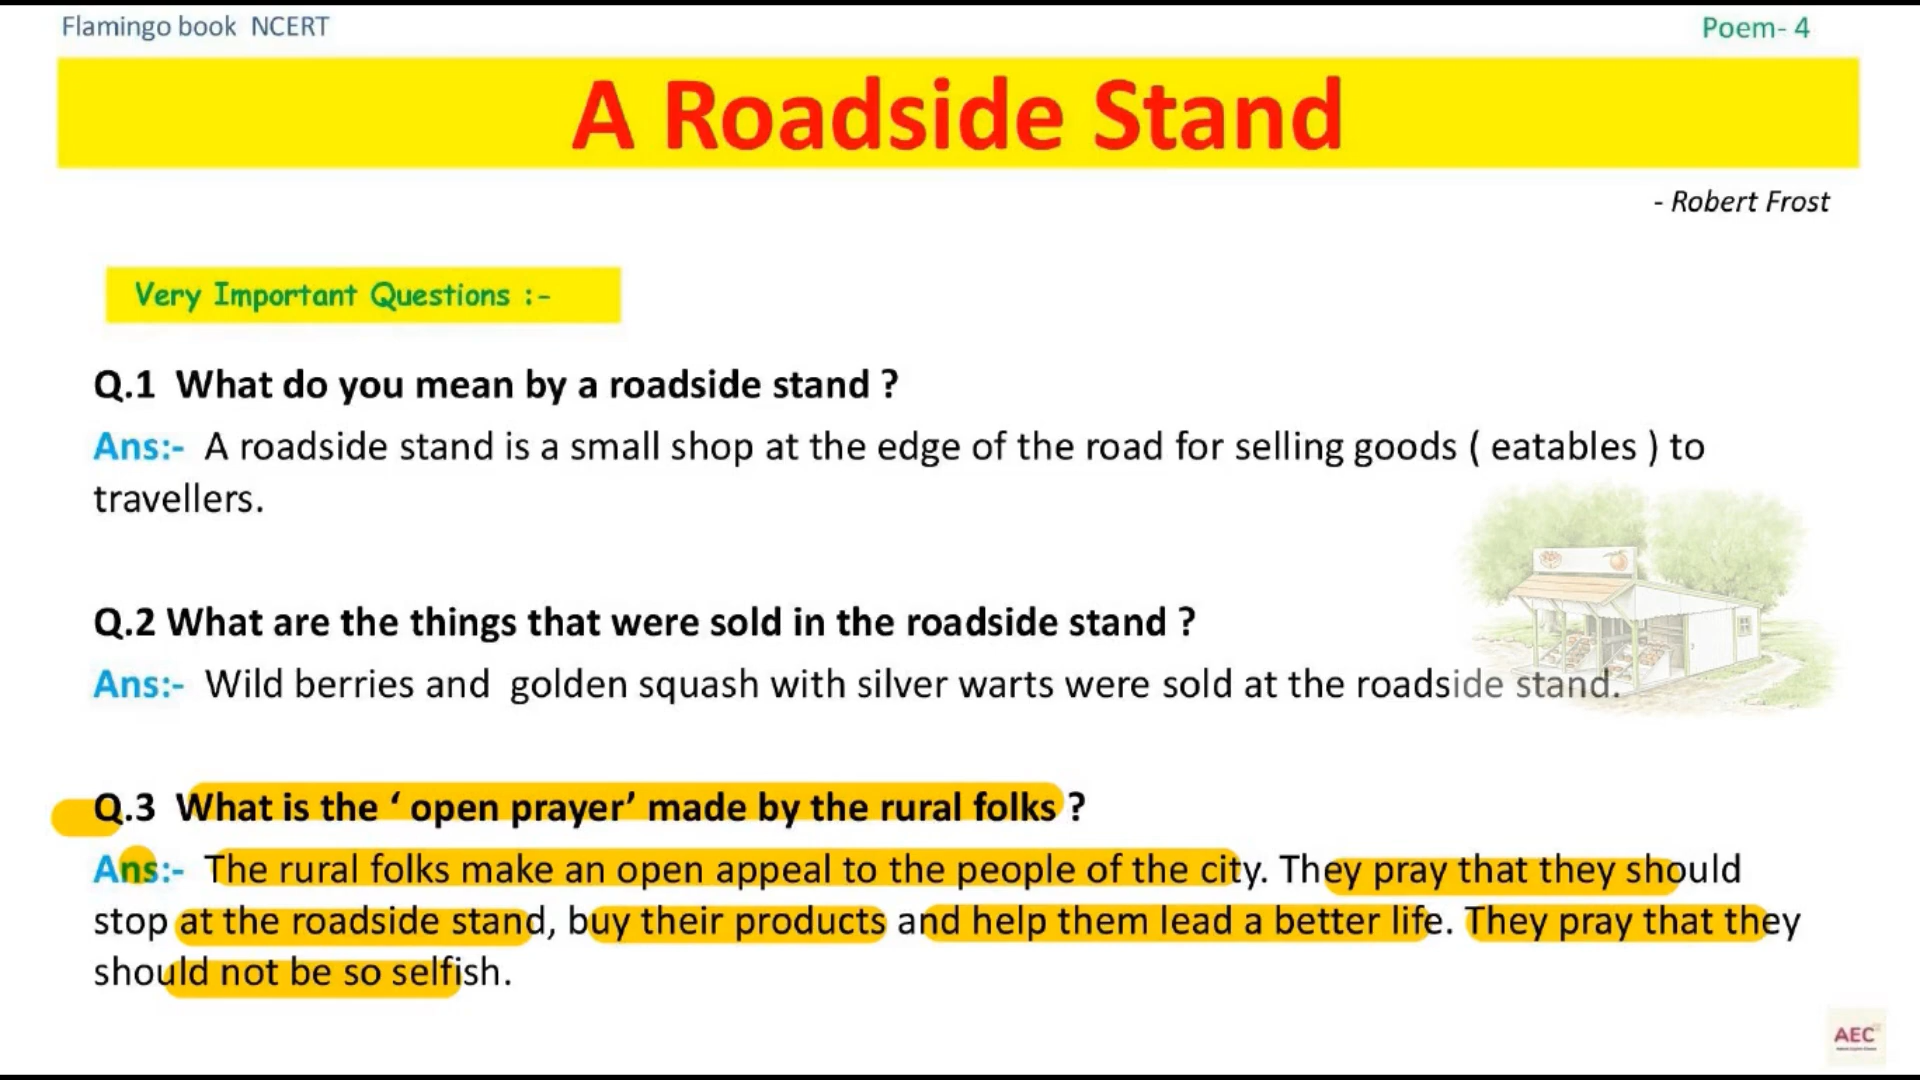 Flamingo book NCERT
Poem- 4
A Roadside Stand
- Robert Frost
Very Important Questions :-
Q.1 What do you mean by a roadside stand ?
Ans:- A roadside stand is a small shop at the edge of the road for selling goods ( eatables ) to
travellers.
Q.2 What are the things that were sold in the roadside stand ?
Ans:- Wild berries and golden squash with silver warts were sold at the roadside stand.
Q.3 What is the ‘ open prayer’ made by the rural folks ?
Ans:- The rural folks make an open appeal to the people of the city. They pray that they should
stop at the roadside stand, buy their products and help them lead a better life. They pray that they
should not be so selfish.
AEC